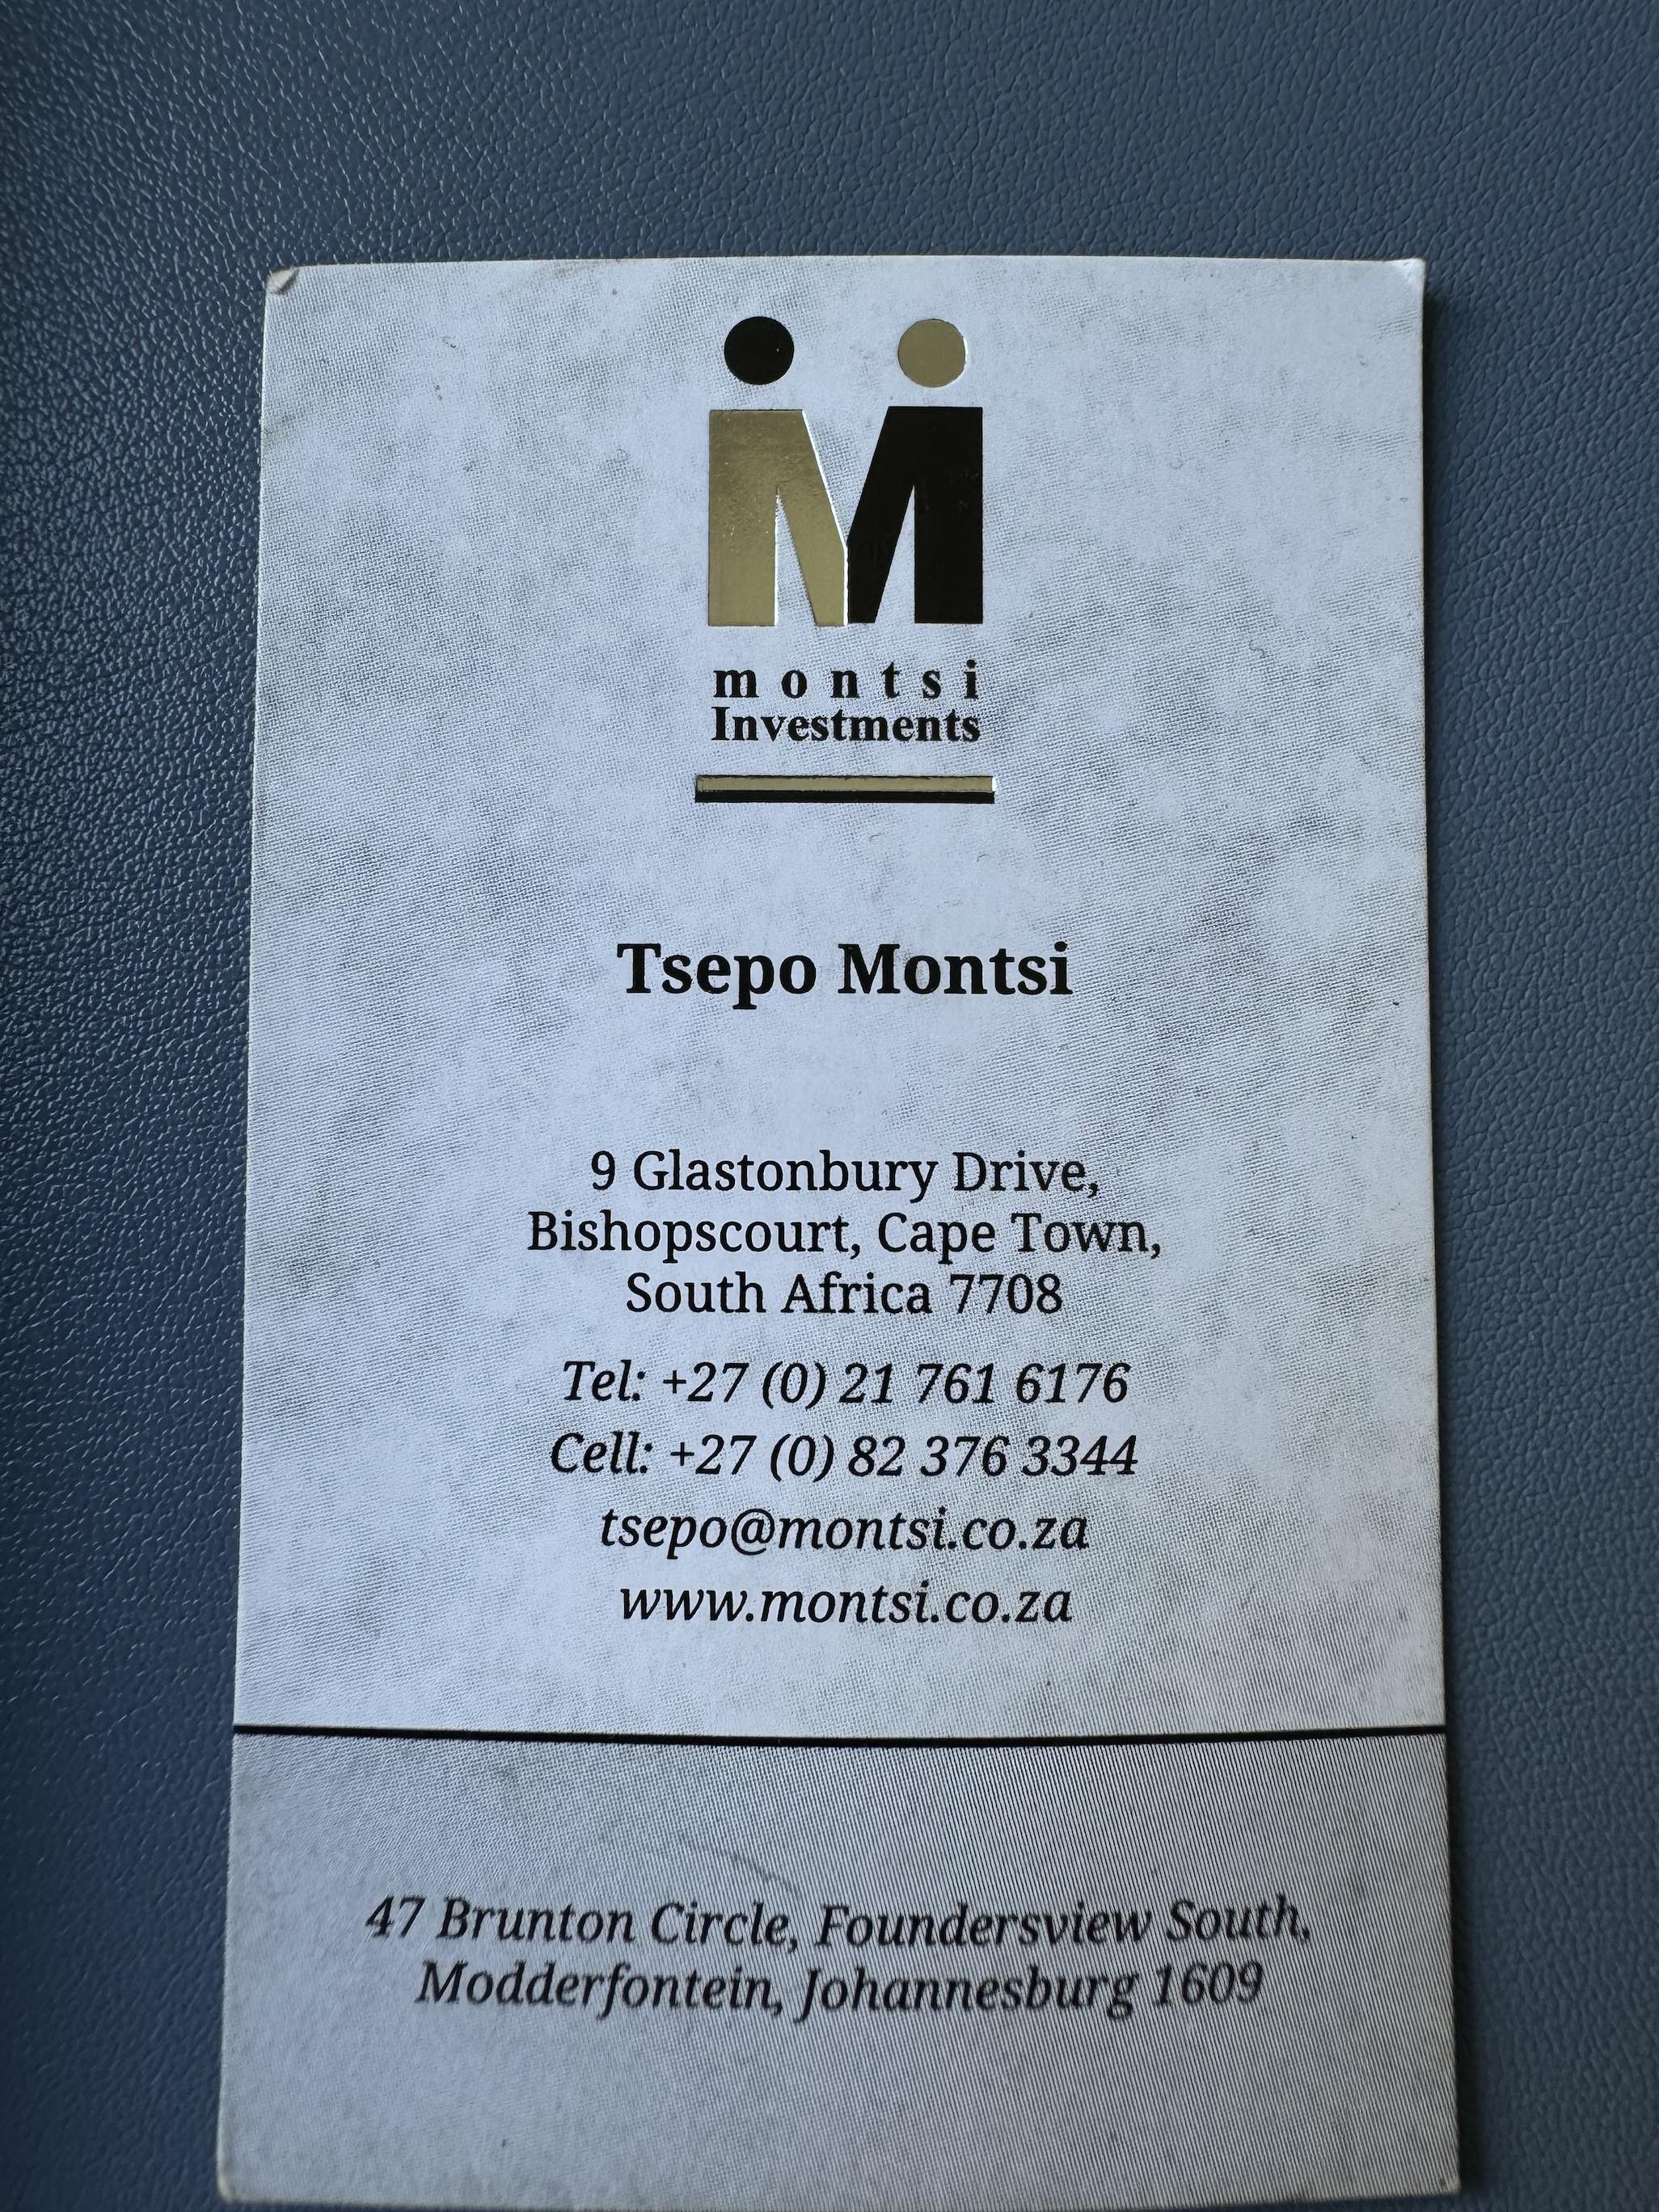 montsi
Investments
Tsepo Montsi
9 Glastonbury Drive,
Bishopscourt, Cape Town,
South Africa 7708
Tel: +27 (0) 21 761 6176
Cell: +27 (0) 82 376 3344
tsepo@montsi.co.za
www.montsi.co.za
47 Brunton Circle, Foundersview South,
Modderfontein, Johannesburg 1609